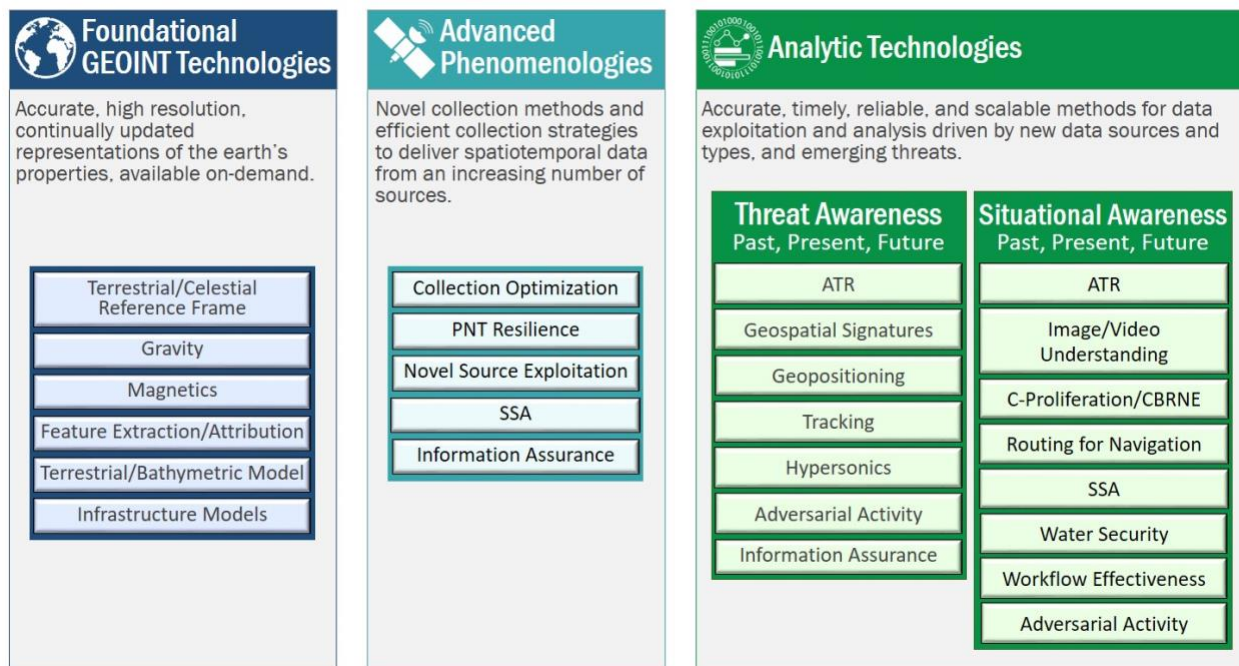 Foundational
GEOINT Technologies
Accurate, high resolution,
continually updated
representations of the earth's
properties, available on-demand.
Terrestrial/Celestial
Reference Frame
Gravity
Magnetics
Feature Extraction/Attribution
Terrestrial/Bathymetric Model
Infrastructure Models
Advanced
Phenomenologies
Novel collection methods and
efficient collection strategies
to deliver spatiotemporal data
from an increasing number of
sources.
Collection Optimization
PNT Resilience
Novel Source Exploitation
SSA
Information Assurance
Analytic Technologies
Accurate, timely, reliable, and scalable methods for data
exploitation and analysis driven by new data sources and
types, and emerging threats.
Threat Awareness
Past, Present, Future
ATR
Geospatial Signatures
Geopositioning
Tracking
Hypersonics
Adversarial Activity
Information Assurance
Situational Awareness
Past, Present, Future
ATR
Image/Video
Understanding
C-Proliferation/CBRNE
Routing for Navigation
SSA
Water Security
Workflow Effectiveness
Adversarial Activity